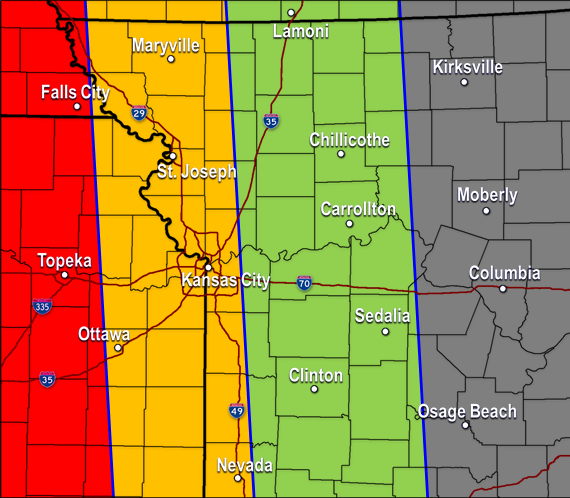 Lamoni
Maryville
Kirksville
Falls City
29
35
Chillicothe
St. Joseph
Moberly
Carrollton
Topeka
Kansas City
70
Columbia
335
Sedalia
Ottawa
35
Clinton
49
Osage Beach
Nevada